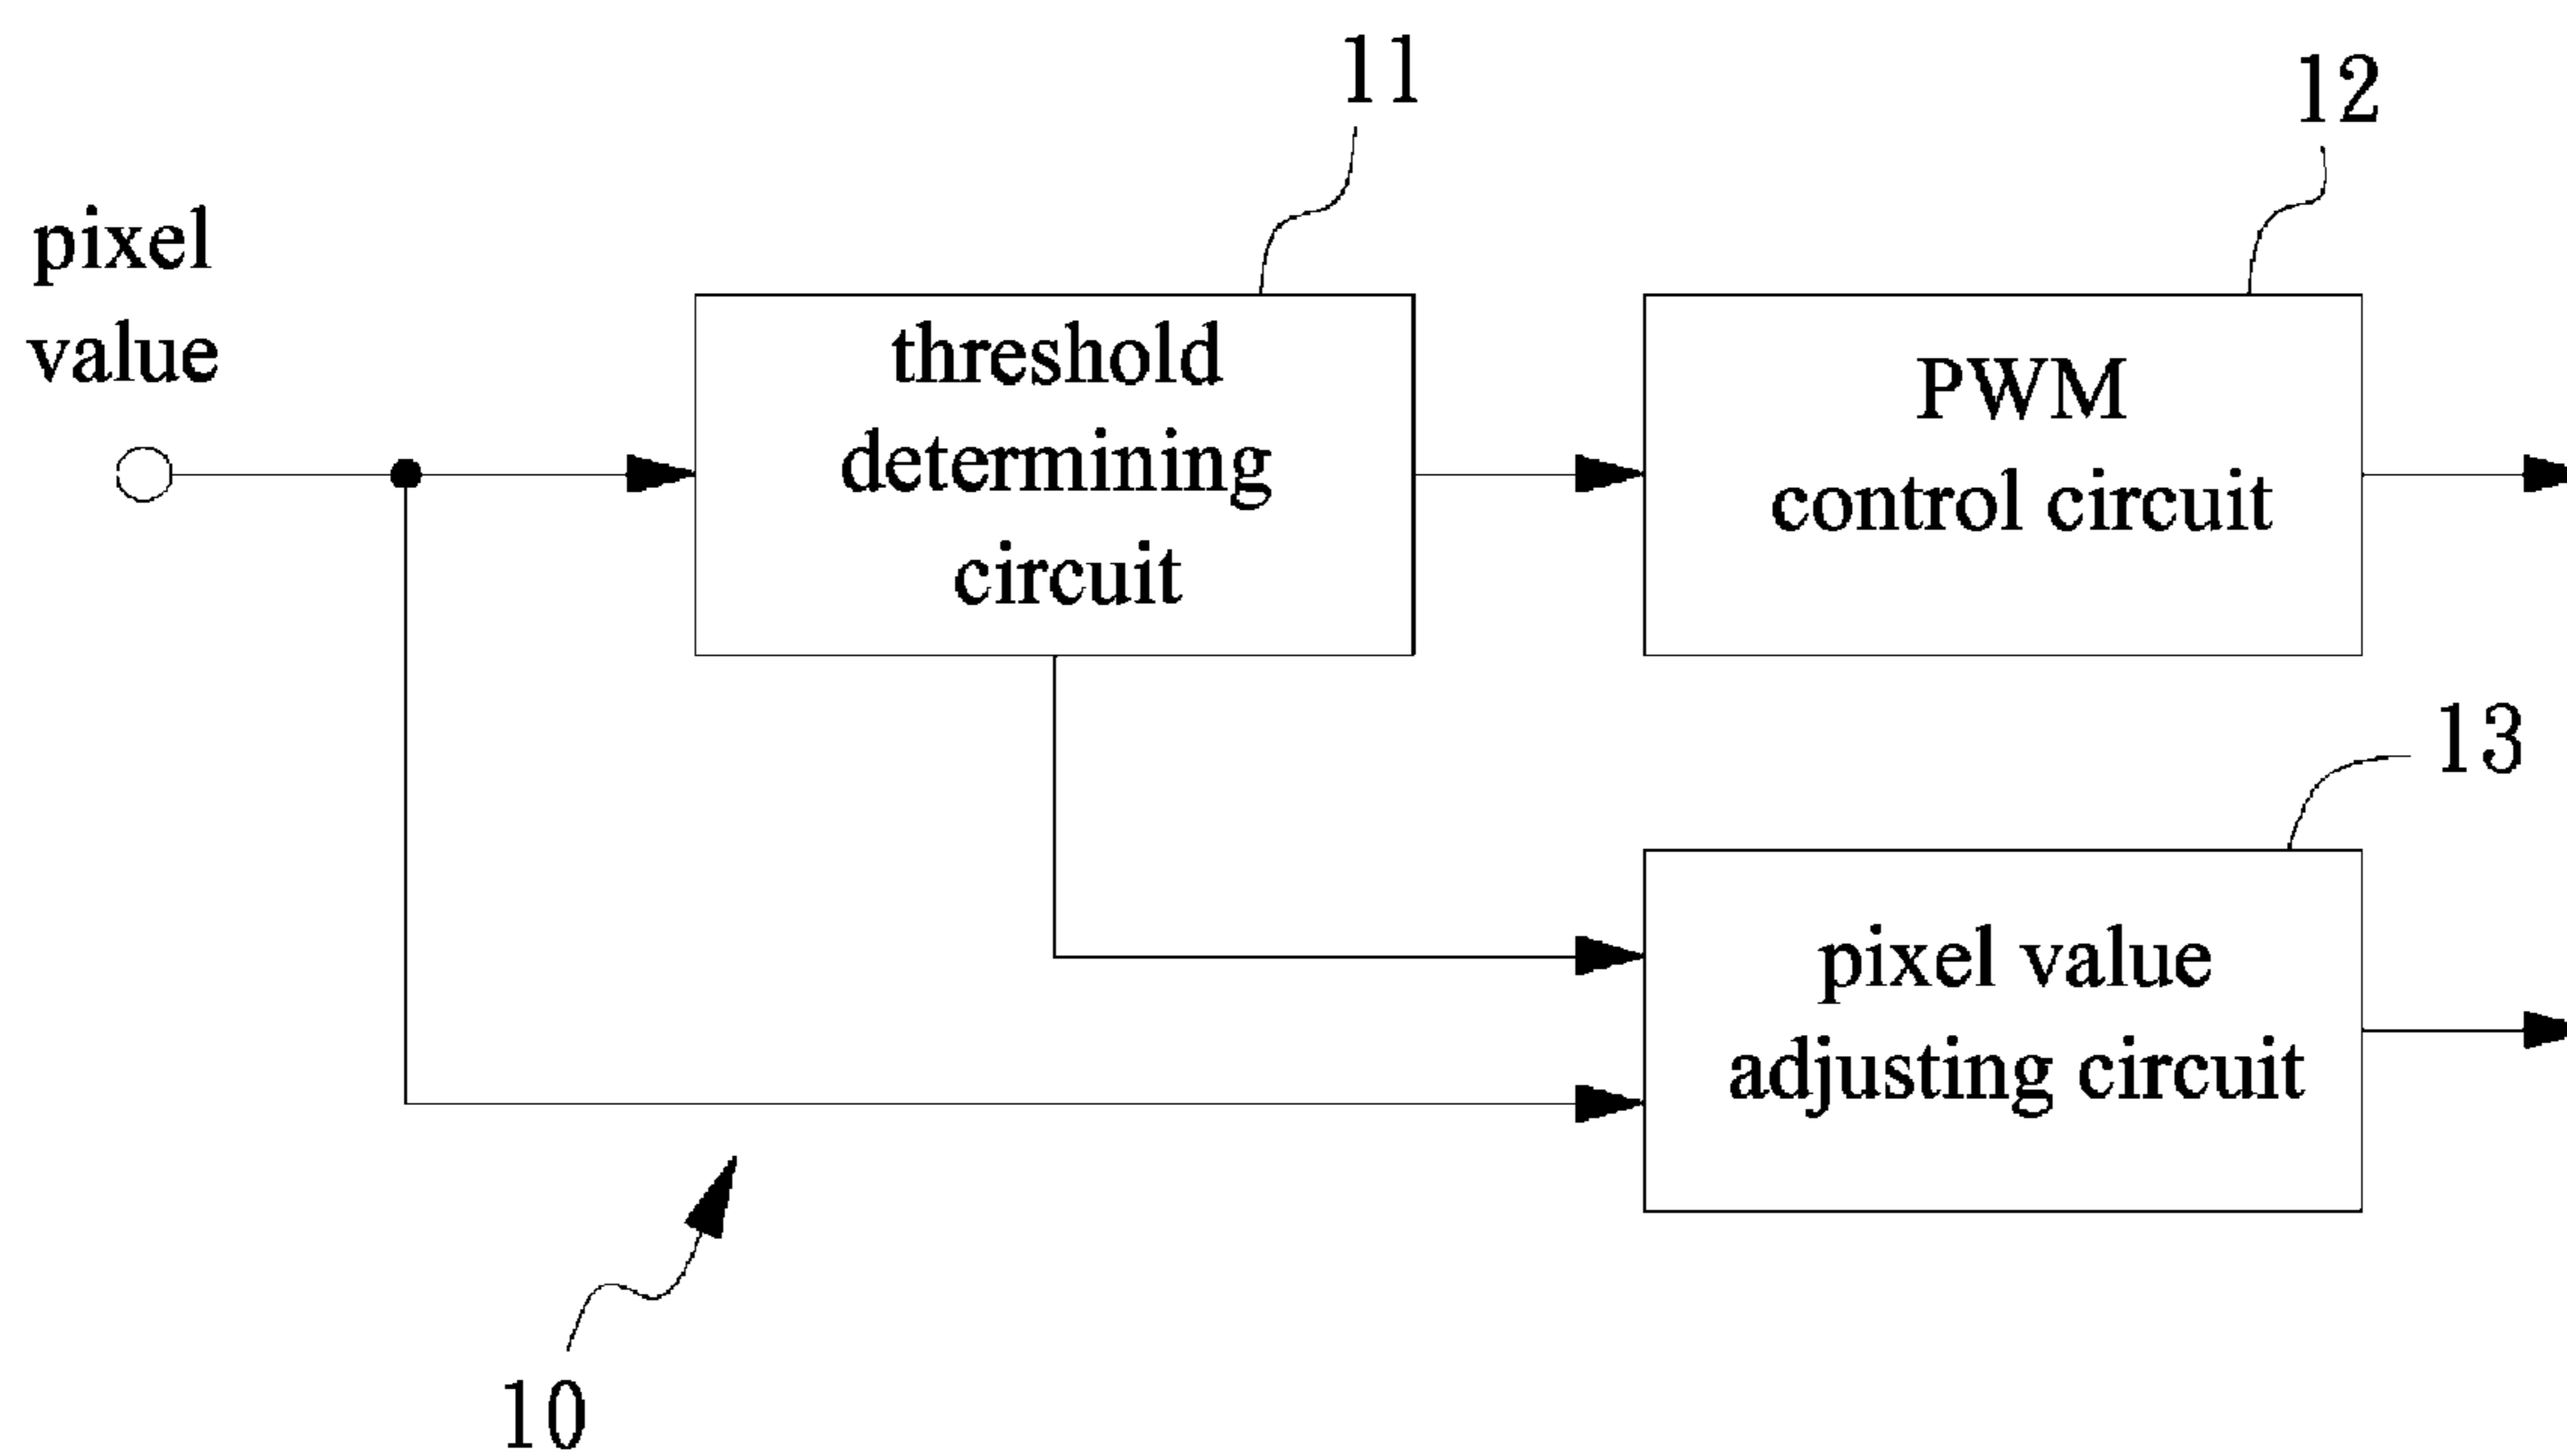 11
12
pixel
value
threshold
determining
circuit
PWM
control circuit
13
pixel value
adjusting circuit
10